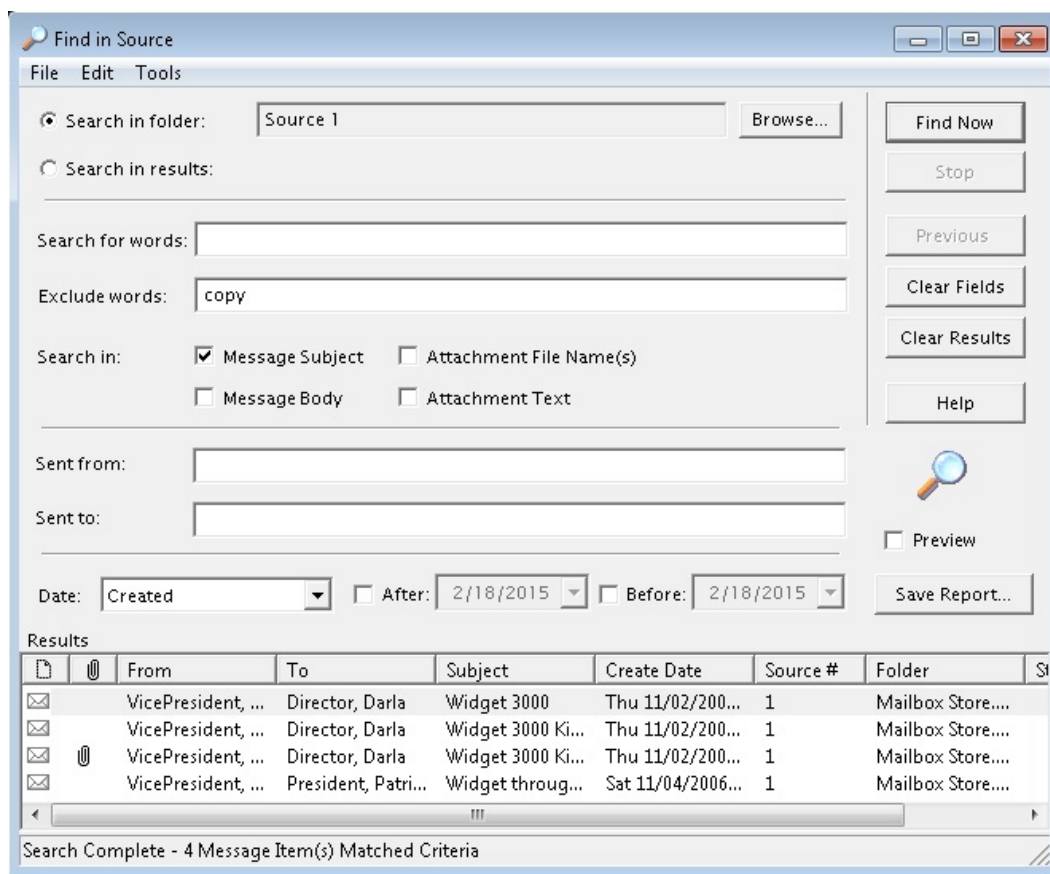 Find in Source
File Edit Tools
Search in folder: Source 1 Browse... Find Now
Search in results: Stop
Search for words: Previous
Exclude words: copy Clear Fields
Clear Results
Search in: Message Subject Attachment File Name(s)
Message Body Attachment Text Help
Sent from:
Sent to:
Preview
Date: Created After: 2/18/2015 Before: 2/18/2015 Save Report...
Results
From To Subject Create Date Source # Folder
VicePresident, ... Director, Darla Widget 3000 Thu 11/02/200... 1 Mailbox Store....
VicePresident, ... Director, Darla Widget 3000 Ki... Thu 11/02/200... 1 Mailbox Store....
VicePresident, ... Director, Darla Widget 3000 Ki... Thu 11/02/200... 1 Mailbox Store....
VicePresident, ... President, Patri... Widget throug... Sat 11/04/2006... 1 Mailbox Store....
Search Complete - 4 Message Item(s) Matched Criteria